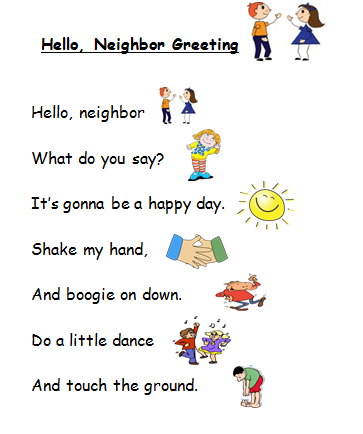 Hello, Neighbor Greeting
Hello, neighbor
What do you say?
It's gonna be a happy day.
Shake my hand,
And boogie on down.
Do a little dance
And touch the ground.